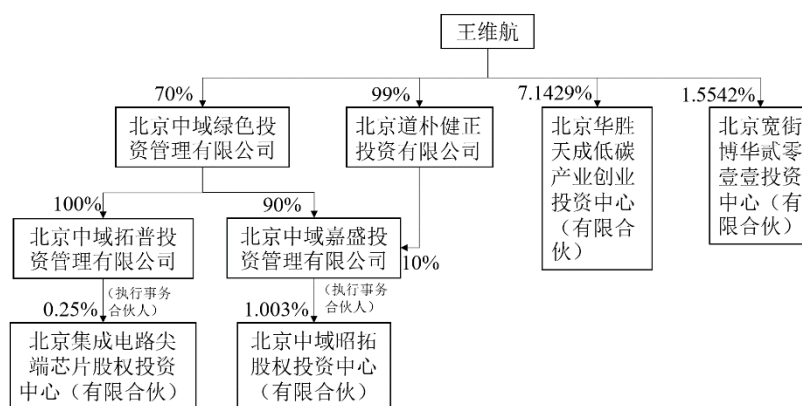 王维航
70%
99%
7.1429%
1.5542%
北京中域绿色投
资管理有限公司
北京道朴健正
投资有限公司
北京华胜
天成低碳
产业创业
投资中心
（有限合
伙）
北京宽街
博华贰零
壹壹投资
中心（有
限合伙）
100%
90%
10%
北京中域拓普投
资管理有限公司
北京中域嘉盛投
资管理有限公司
0.25%
（执行事务
合伙人）
1.003%
（执行事务
合伙人）
北京集成电路尖
端芯片股权投资
中心（有限合伙）
北京中域昭拓
股权投资中心
（有限合伙）